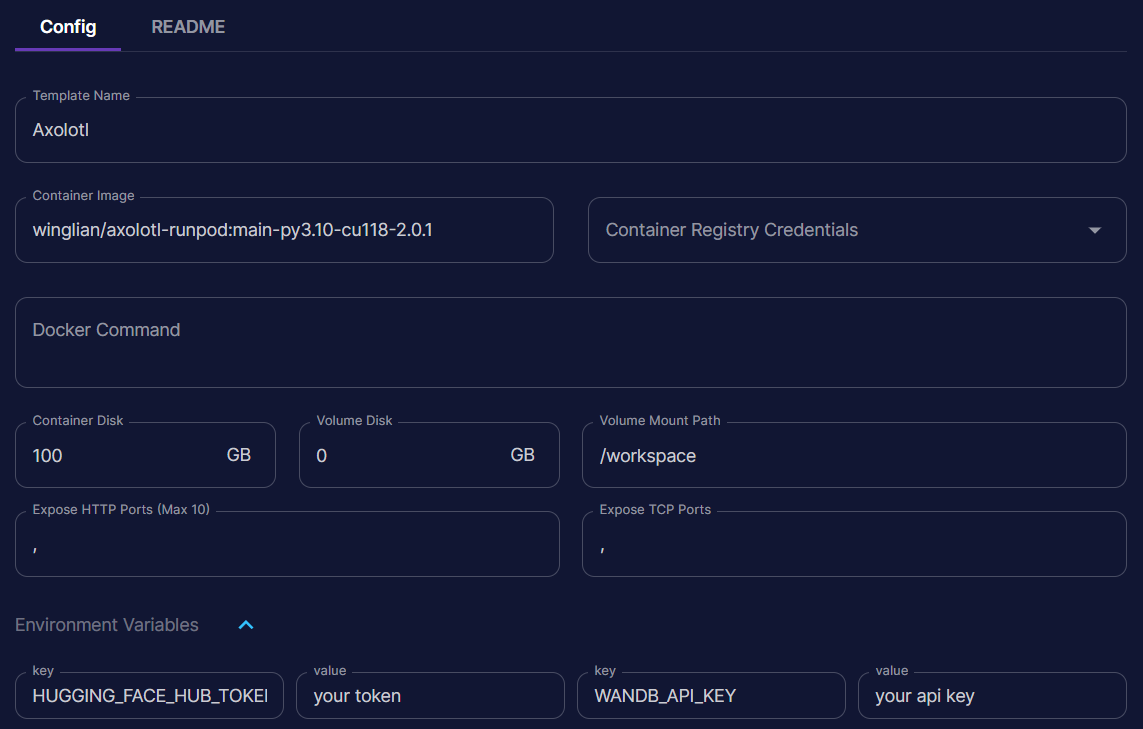 Config README
Template Name
Axolotl
Container Image
winglian/axolotl-runpod:main-py3.10-cu118-2.0.1
Container Registry Credentials
Docker Command
Container Disk
100 GB
Volume Disk
0 GB
Volume Mount Path
/workspace
Expose HTTP Ports (Max 10)
,
Expose TCP Ports
,
Environment Variables
key
HUGGING_FACE_HUB_TOKE
value
your token
key
WANDB_API_KEY
value
your api key